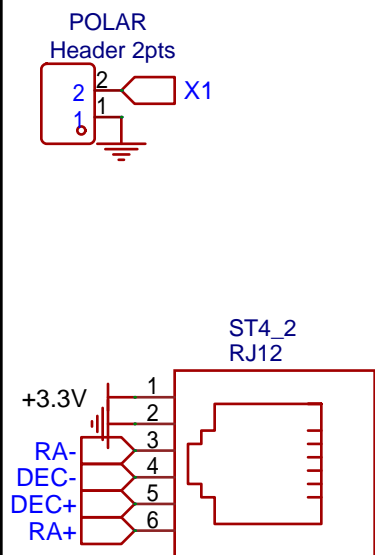 POLAR
Header 2pts
2
2
X1
1
1
ST4_2
RJ12
+3.3V
1
2
RA-
3
DEC-
4
DEC+
5
RA+
6